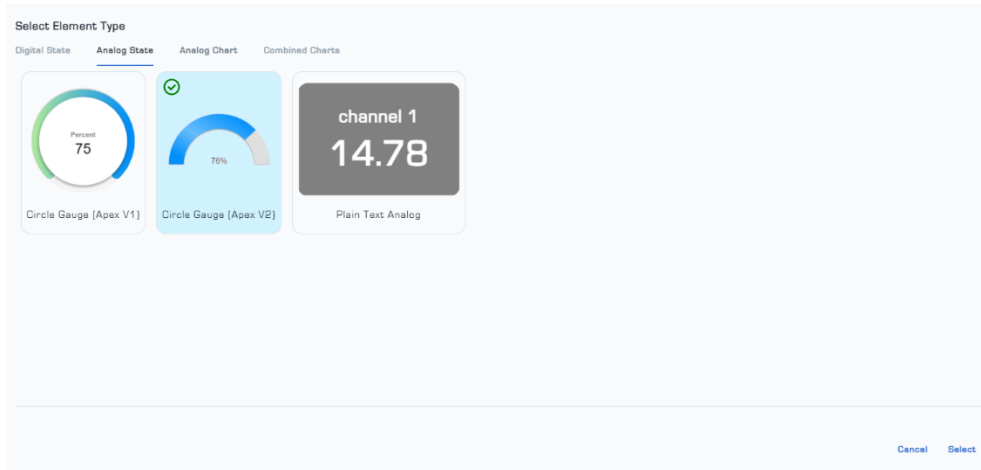 Select Element Type
Digital State Analog State Analog Chart Combined Charts
Percent
75
Circle Gauge (Apex V1)
76%
Circle Gauge (Apex V2)
channel 1
14.78
Plain Text Analog
Cancel Select